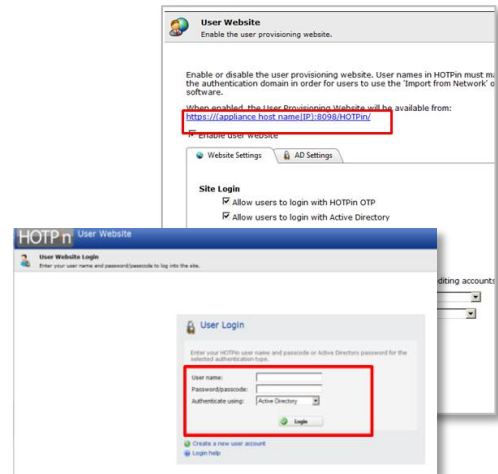 User Website
Enable the user provisioning website.
Enable or disable the user provisioning website. User names in HOTPin must
the authentication domain in order for users to use the 'Import from Network'
software.
When enabled, the User Provisioning Website will be available from:
https://(appliance host name|IP):8098/HOTPin/
Enable user website
Website Settings
AD Settings
Site Login
Allow users to login with HOTPin OTP
Allow users to login with Active Directory
diting accounts
HOTPin User Website
User Website Login
Enter your user name and password/passcode to log into the site.
User Login
Enter your HOTPin user name and passcode or Active Directory password for the
selected authentication type.
User name:
Password/passcode:
Authenticate using:
Active Directory
Login
Create a new user account
Login help